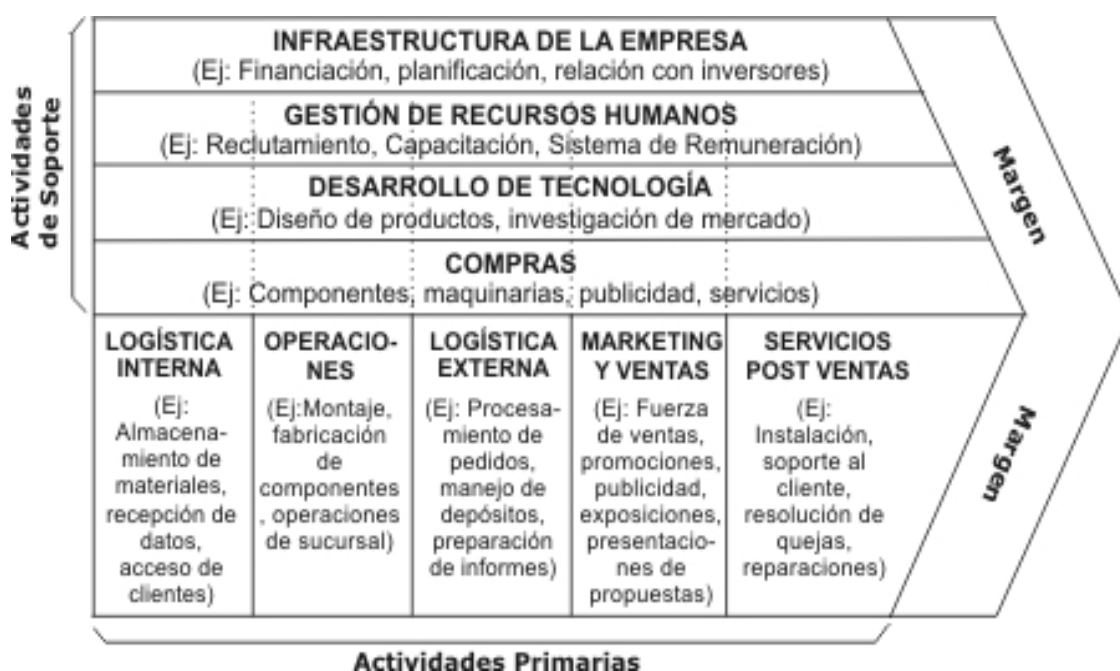 Actividades
de Soporte
INFRAESTRUCTURA DE LA EMPRESA
(Ej: Financiación, planificación, relación con inversores)
GESTIÓN DE RECURSOS HUMANOS
(Ej: Reclutamiento, Capacitación, Sistema de Remuneración)
DESARROLLO DE TECNOLOGÍA
(Ej: Diseño de productos, investigación de mercado)
COMPRAS
(Ej: Componentes, maquinarias, publicidad, servicios)
Margen
LOGÍSTICA
INTERNA
(Ej:
Almacena-
miento de
materiales,
recepción de
datos,
acceso de
clientes)
OPERACIO-
NES
(Ej:Montaje,
fabricación
de
componentes
, operaciones
de sucursal)
LOGÍSTICA
EXTERNA
(Ej: Procesa-
miento de
pedidos,
manejo de
depósitos,
preparación
de informes)
MARKETING
Y VENTAS
(Ej: Fuerza
de ventas,
promociones,
publicidad,
exposiciones,
presentacio-
nes de
propuestas)
SERVICIOS
POST VENTAS
(Ej:
Instalación,
soporte al
cliente,
resolución de
quejas,
reparaciones)
Margen
Actividades Primarias